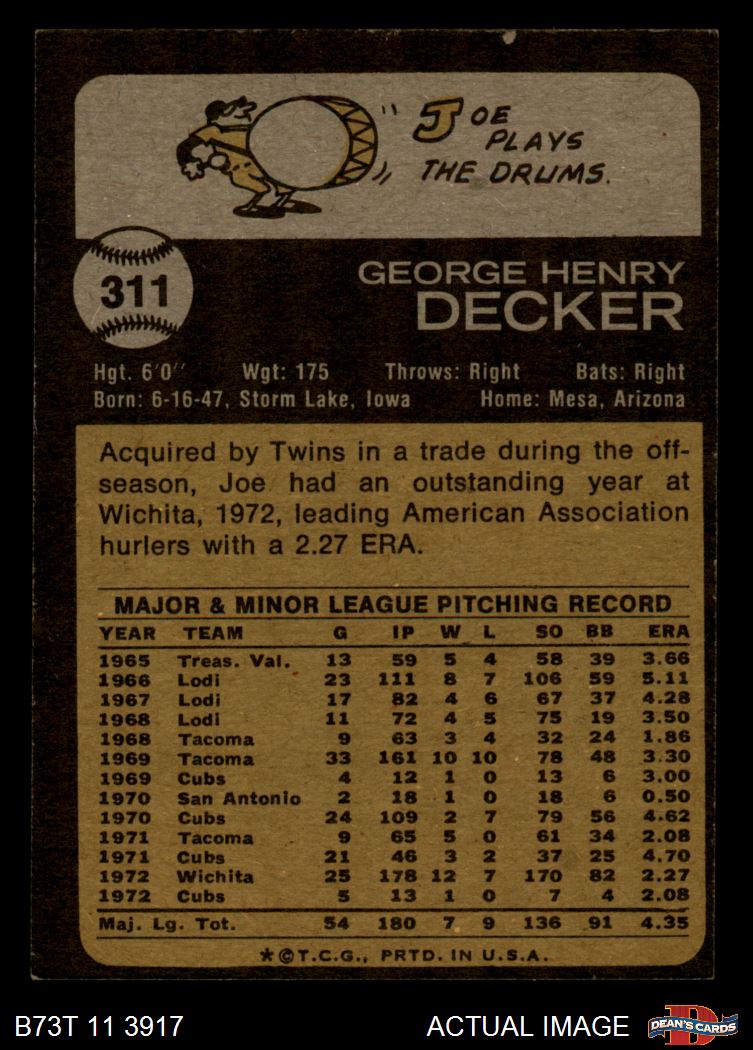 JOE
PLAYS
THE DRUMS.
311
GEORGE HENRY
DECKER
Hgt. 6'0" Wgt: 175 Throws: Right Bats: Right
Born: 6-16-47, Storm Lake, Iowa Home: Mesa, Arizona
Acquired by Twins in a trade during the off-
season, Joe had an outstanding year at
Wichita, 1972, leading American Association
hurlers with a 2.27 ERA.
MAJOR & MINOR LEAGUE PITCHING RECORD
YEAR TEAM G IP W L SO BB ERA
1965 Treas. Val. 13 59 5 4 58 39 3.66
1966 Lodi 23 111 8 7 106 59 5.11
1967 Lodi 17 82 4 6 67 37 4.28
1968 Lodi 11 72 4 5 75 19 3.50
1968 Tacoma 9 63 3 4 32 24 1.86
1969 Tacoma 33 161 10 10 78 48 3.30
1969 Cubs 4 12 1 0 13 6 3.00
1970 San Antonio 2 18 1 0 18 6 0.50
1970 Cubs 24 109 2 7 79 56 4.62
1971 Tacoma 9 65 5 0 61 34 2.08
1971 Cubs 21 46 3 2 37 25 4.70
1972 Wichita 25 178 12 7 170 82 2.27
1972 Cubs 5 13 1 0 7 4 2.08
Maj. Lg. Tot. 54 180 7 9 136 91 4.35
*©T.C.G., PRTD. IN U.S.A.
B73T 11 3917 ACTUAL IMAGE D DEAN'S CARDS